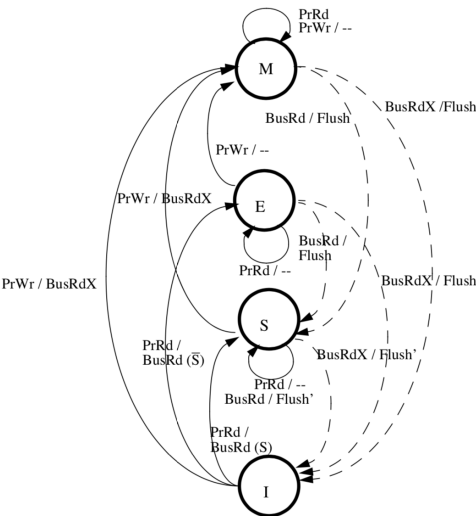 PrRd
PrWr / --
M
BusRdX /Flush
BusRd / Flush
PrWr / --
PrWr / BusRdX
E
BusRd /
Flush
PrRd / --
BusRdX / Flush
PrWr / BusRdX
S
PrRd /
BusRd (S̅)
BusRdX / Flush’
PrRd / --
BusRd / Flush’
PrRd /
BusRd (S)
I